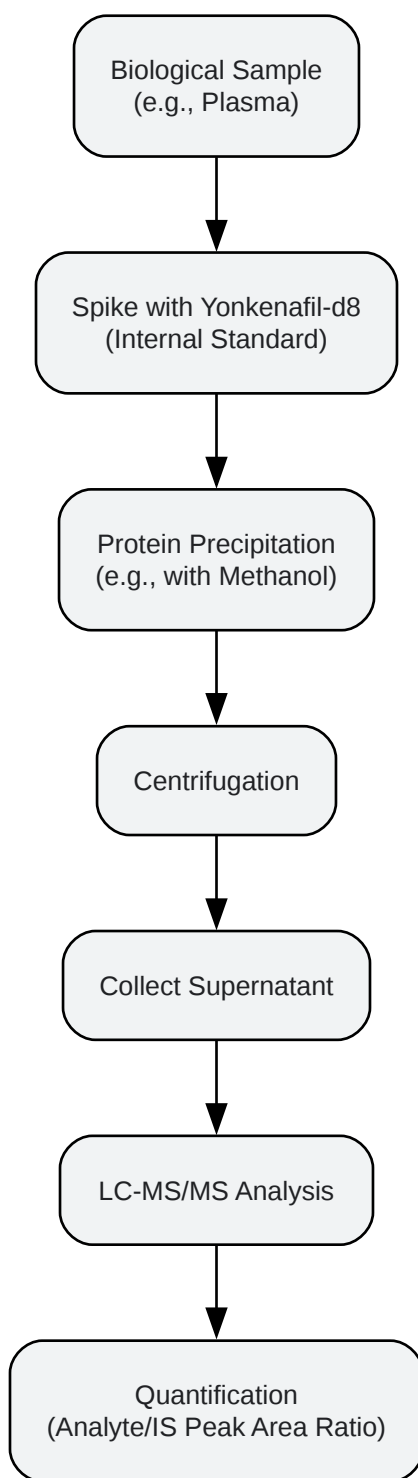 Biological Sample
(e.g., Plasma)
Spike with Yonkenafil-d8
(Internal Standard)
Protein Precipitation
(e.g., with Methanol)
Centrifugation
Collect Supernatant
LC-MS/MS Analysis
Quantification
(Analyte/IS Peak Area Ratio)